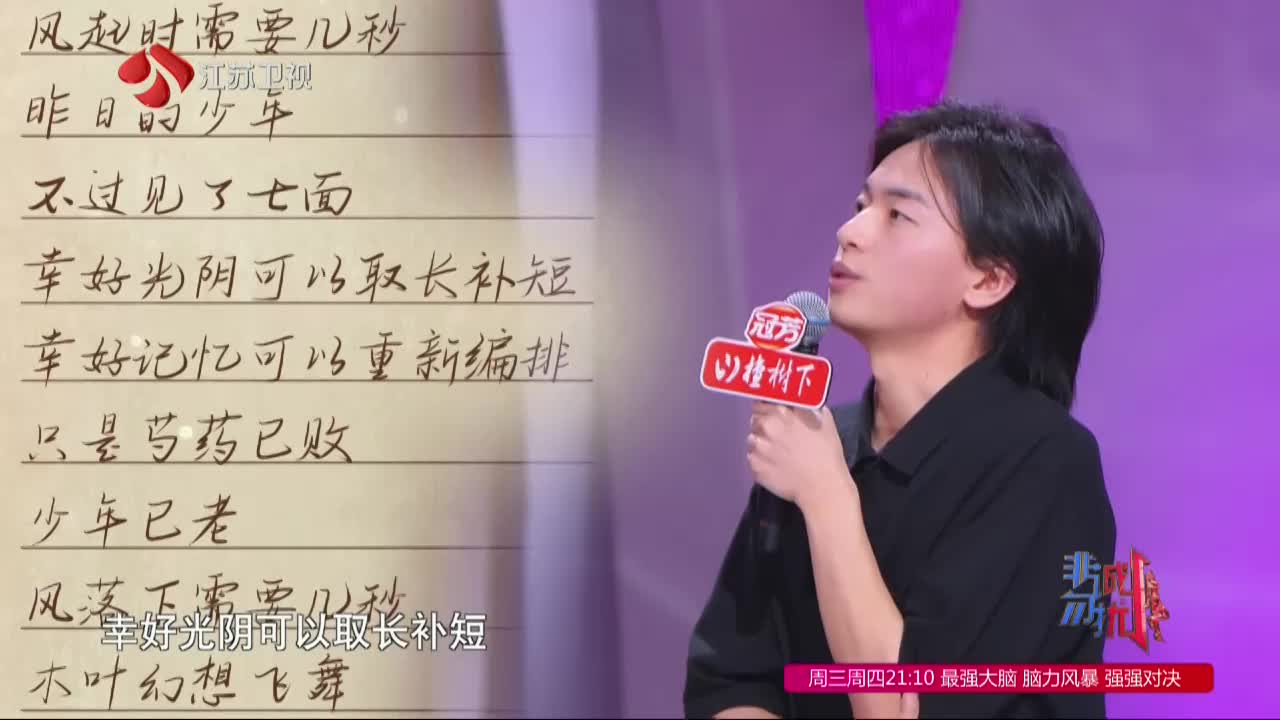 风起时需要几秒
江苏卫视
昨日的少年
不过见了七面
幸好光阴可以取长补短
幸好记忆可以重新编排
只是芍药已败
少年已老
风落下需要几秒
幸好光阴可以取长补短
木叶幻想飞舞
冠芳
山楂树下
非诚勿扰
周三周四21:10 最强大脑 脑力风暴 强强对决